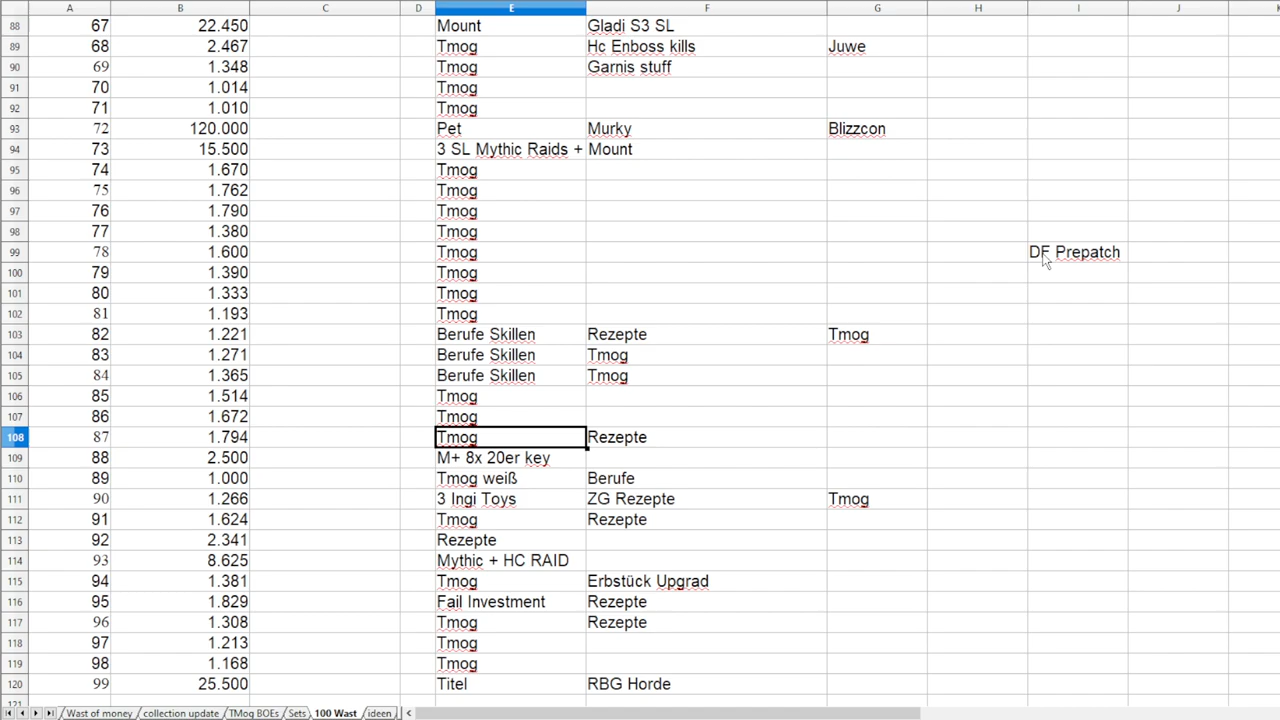 A B C D E F G H I J K
88 67 22.450 Mount Gladi S3 SL
89 68 2.467 Tmog Hc Enboss kills Juwe
90 69 1.348 Tmog Garnis stuff
91 70 1.014 Tmog
92 71 1.010 Tmog
93 72 120.000 Pet Murky Blizzcon
94 73 15.500 3 SL Mythic Raids + Mount
95 74 1.670 Tmog
96 75 1.762 Tmog
97 76 1.790 Tmog
98 77 1.380 Tmog
99 78 1.600 Tmog DF Prepatch
100 79 1.390 Tmog
101 80 1.333 Tmog
102 81 1.193 Tmog
103 82 1.221 Berufe Skillen Rezepte Tmog
104 83 1.271 Berufe Skillen Tmog
105 84 1.365 Berufe Skillen Tmog
106 85 1.514 Tmog
107 86 1.672 Tmog
108 87 1.794 Tmog Rezepte
109 88 2.500 M+ 8x 20er key
110 89 1.000 Tmog weiß Berufe
111 90 1.266 3 Ingi Toys ZG Rezepte Tmog
112 91 1.624 Tmog Rezepte
113 92 2.341 Rezepte
114 93 8.625 Mythic + HC RAID
115 94 1.381 Tmog Erbstück Upgrad
116 95 1.829 Fail Investment Rezepte
117 96 1.308 Tmog Rezepte
118 97 1.213 Tmog
119 98 1.168 Tmog
120 99 25.500 Titel RBG Horde
121
Wast of money collection update TMog BOEs Sets 100 Wast ideen